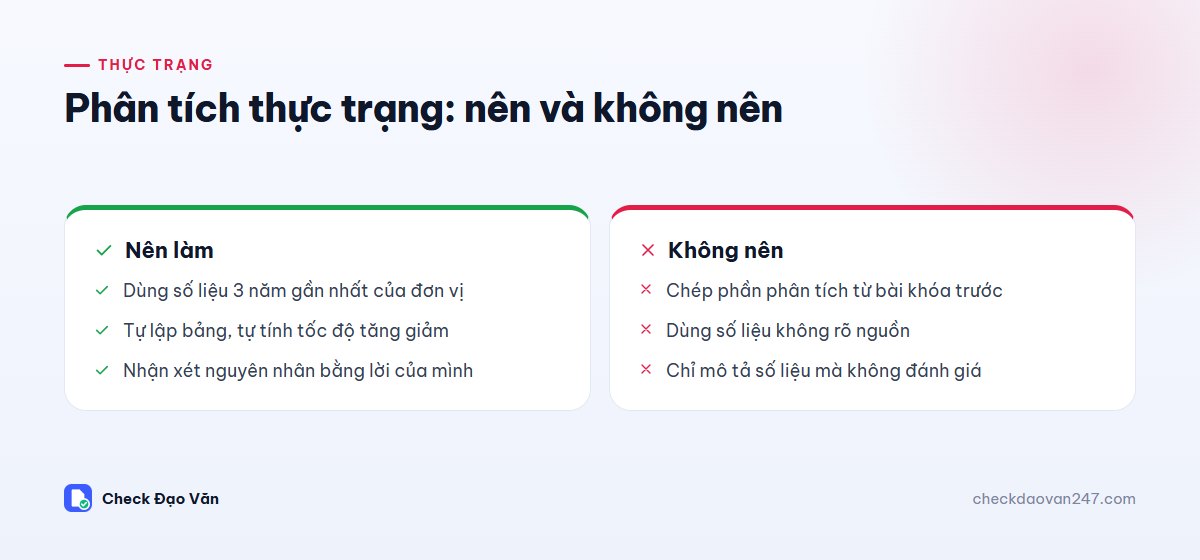 THỰC TRẠNG
Phân tích thực trạng: nên và không nên
Nên làm
Dùng số liệu 3 năm gần nhất của đơn vị
Tự lập bảng, tự tính tốc độ tăng giảm
Nhận xét nguyên nhân bằng lời của mình
Không nên
Chép phần phân tích từ bài khóa trước
Dùng số liệu không rõ nguồn
Chỉ mô tả số liệu mà không đánh giá
Check Đạo Văn
checkdaovan247.com